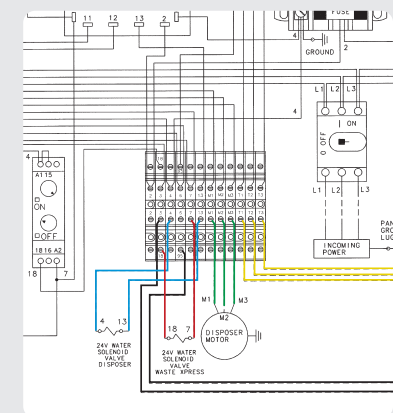 11 12 13 2
FUSE
4
GROUND
2
4
L1 L2 L3
I ON
O OFF
L1 L2 L3
INCOMING
POWER
PAN
GRO
LUG
4
A1 15
ON
OFF
18 16 A2
18 7
M1 M3
M2
DISPOSER
MOTOR
4 13
24V WATER
SOLENOID
VALVE
DISPOSER
18 7
24V WATER
SOLENOID
VALVE
WASTE XPRESS